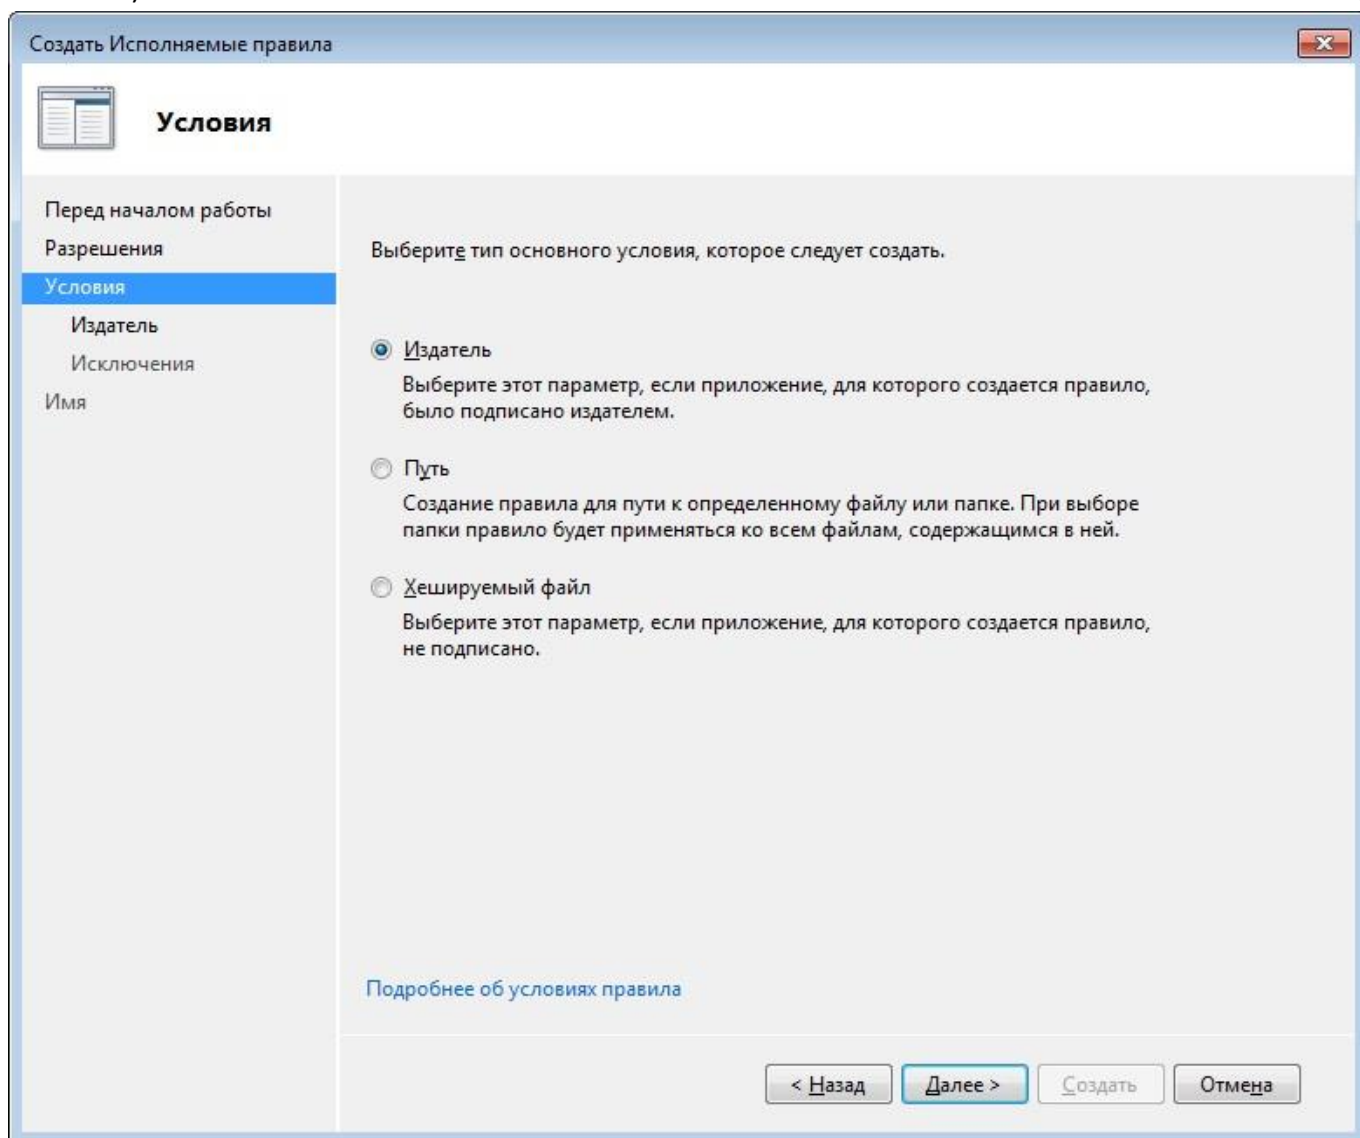 Создать Исполняемые правила
Условия
Перед началом работы
Разрешения
Условия
Издатель
Исключения
Имя
Выберите тип основного условия, которое следует создать.
Издатель
Выберите этот параметр, если приложение, для которого создается правило,
было подписано издателем.
Путь
Создание правила для пути к определенному файлу или папке. При выборе
папки правило будет применяться ко всем файлам, содержащимся в ней.
Хешируемый файл
Выберите этот параметр, если приложение, для которого создается правило,
не подписано.
Подробнее об условиях правила
< Назад
Далее >
Создать
Отмена